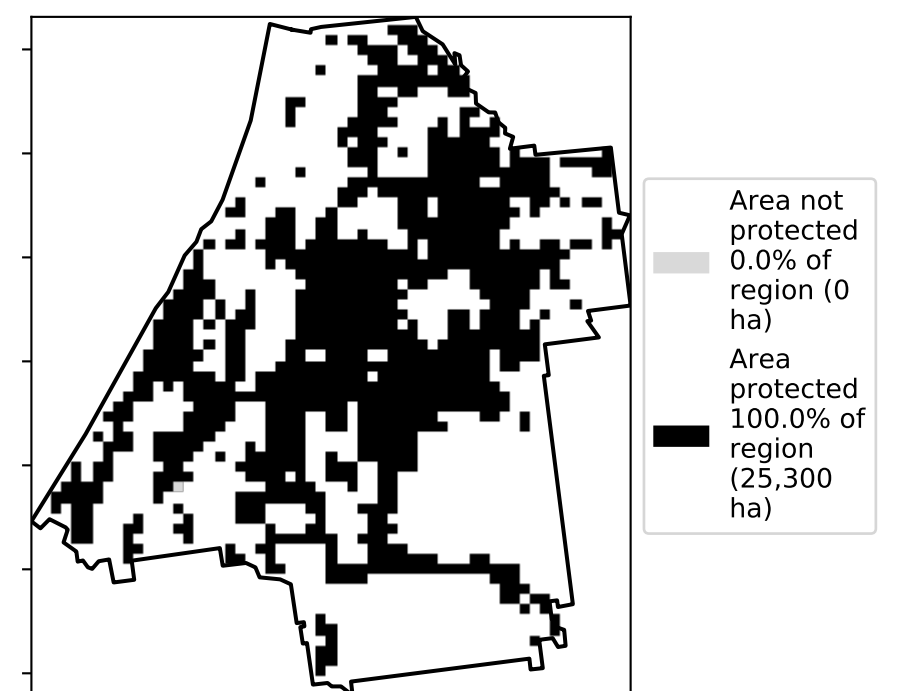 Area not
protected
0.0% of
region (0
ha)
Area
protected
100.0% of
region
(25,300
ha)